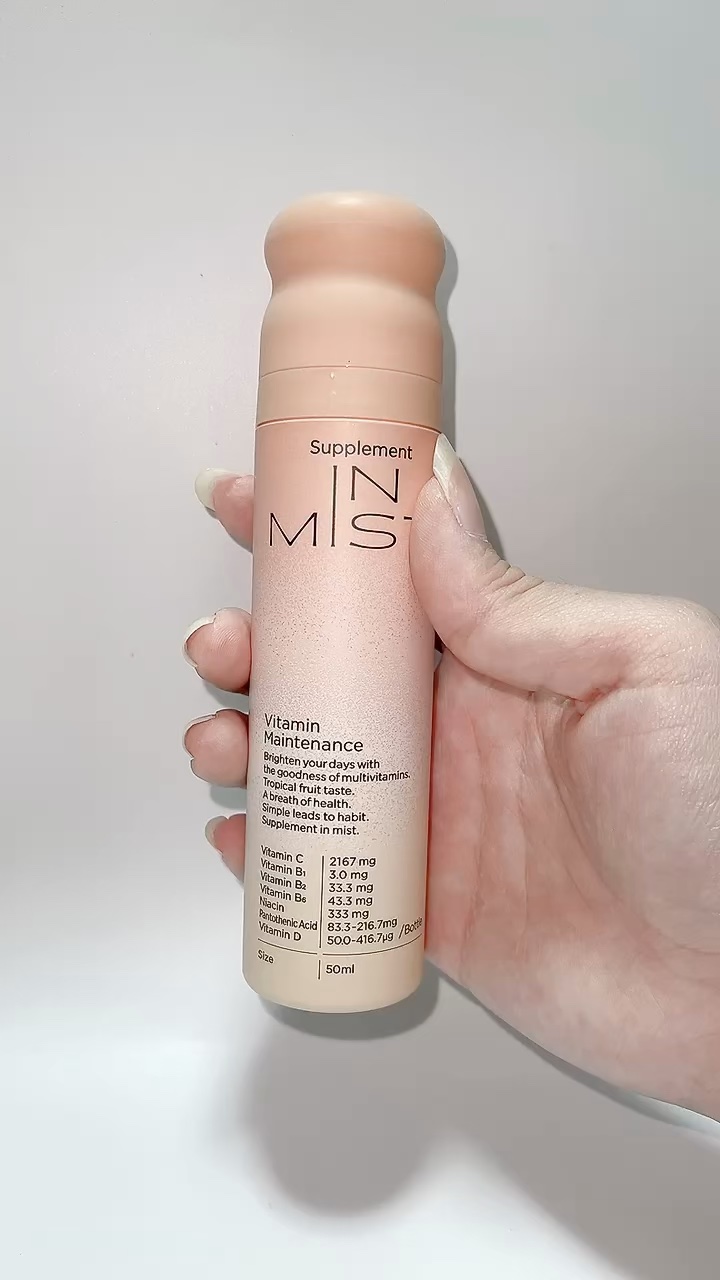 Supplement
IN
MIST
Vitamin
Maintenance
Brighten your days with
the goodness of multivitamins.
Tropical fruit taste.
A breath of health.
Simple leads to habit.
Supplement in mist.
Vitamin C 2167 mg
Vitamin B₁ 3.0 mg
Vitamin B₂ 33.3 mg
Vitamin B₆ 43.3 mg
Niacin 333 mg
Pantothenic Acid 83.3-216.7mg
Vitamin D 50.0-416.7μg /Bottle
Size 50ml